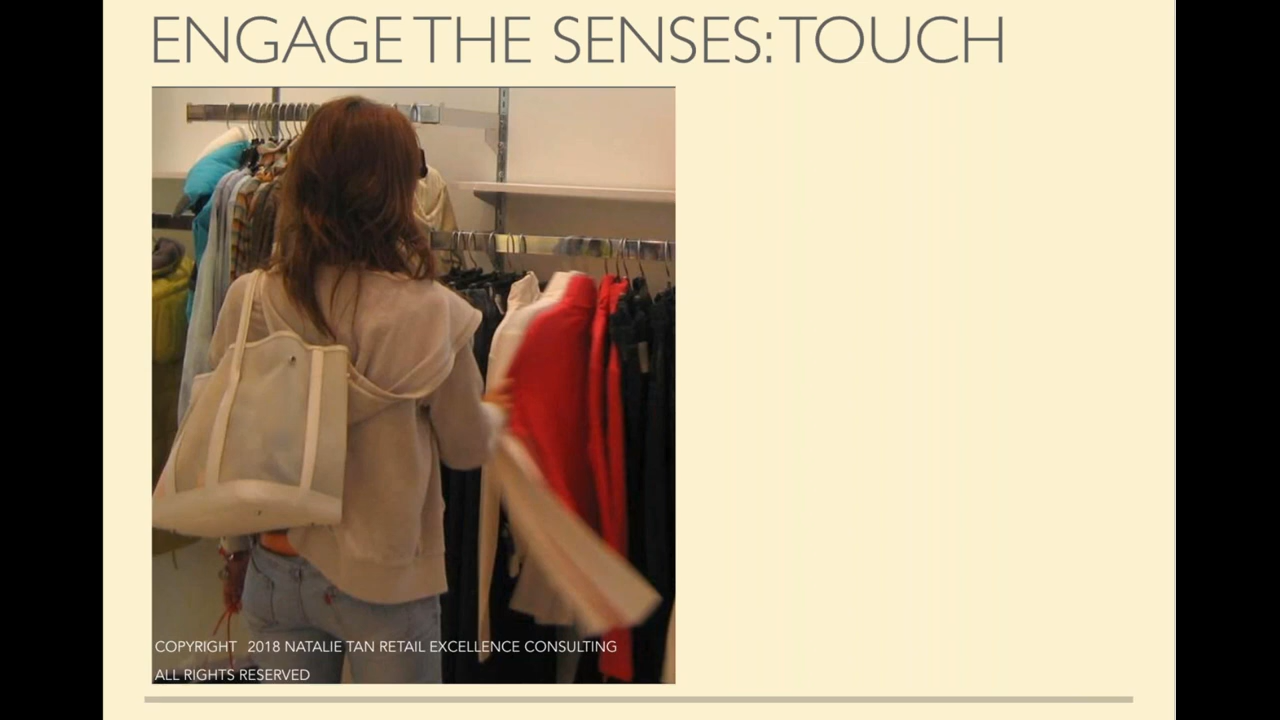 ENGAGE THE SENSES: TOUCH
COPYRIGHT 2018 NATALIE TAN RETAIL EXCELLENCE CONSULTING
ALL RIGHTS RESERVED